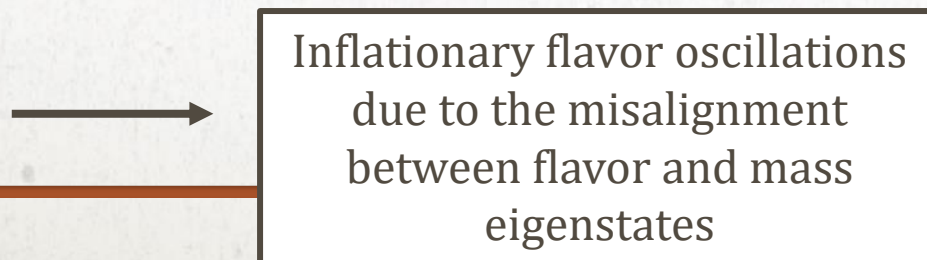 Inflationary flavor oscillations
due to the misalignment
between flavor and mass
eigenstates